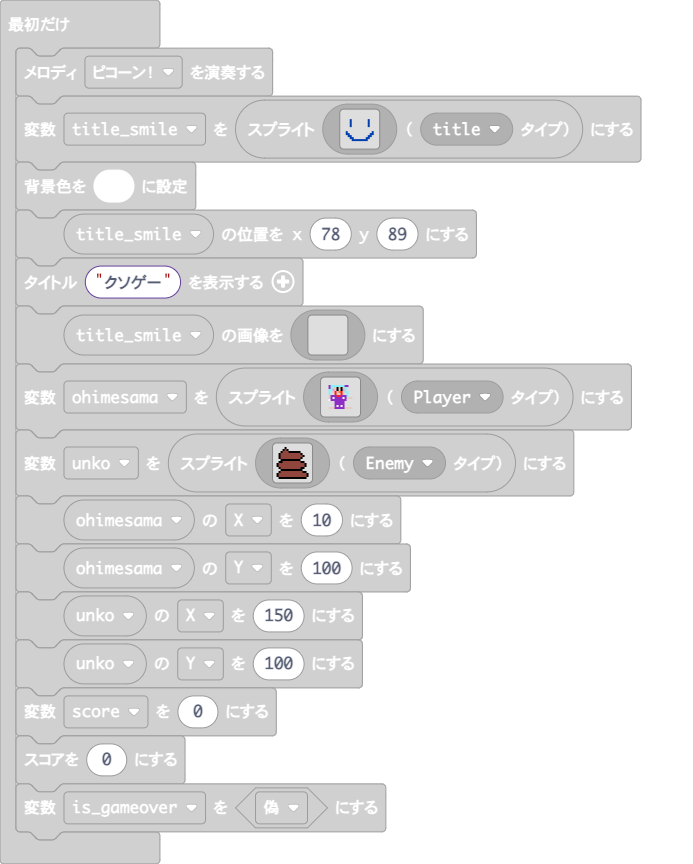 最初だけ
メロディ ピコーン! を演奏する
変数 title_smile を スプライト ( title タイプ) にする
背景色を に設定
title_smile の位置を x 78 y 89 にする
タイトル "クソゲー" を表示する
title_smile の画像を にする
変数 ohimesama を スプライト ( Player タイプ) にする
変数 unko を スプライト ( Enemy タイプ) にする
ohimesama の X を 10 にする
ohimesama の Y を 100 にする
unko の X を 150 にする
unko の Y を 100 にする
変数 score を 0 にする
スコアを 0 にする
変数 is_gameover を 偽 にする